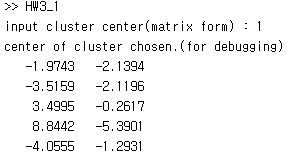 >> HW3_1
input cluster center(matrix form) : 1
center of cluster chosen.(for debugging)
-1.9743 -2.1394
-3.5159 -2.1196
3.4995 -0.2617
8.8442 -5.3901
-4.0555 -1.2931